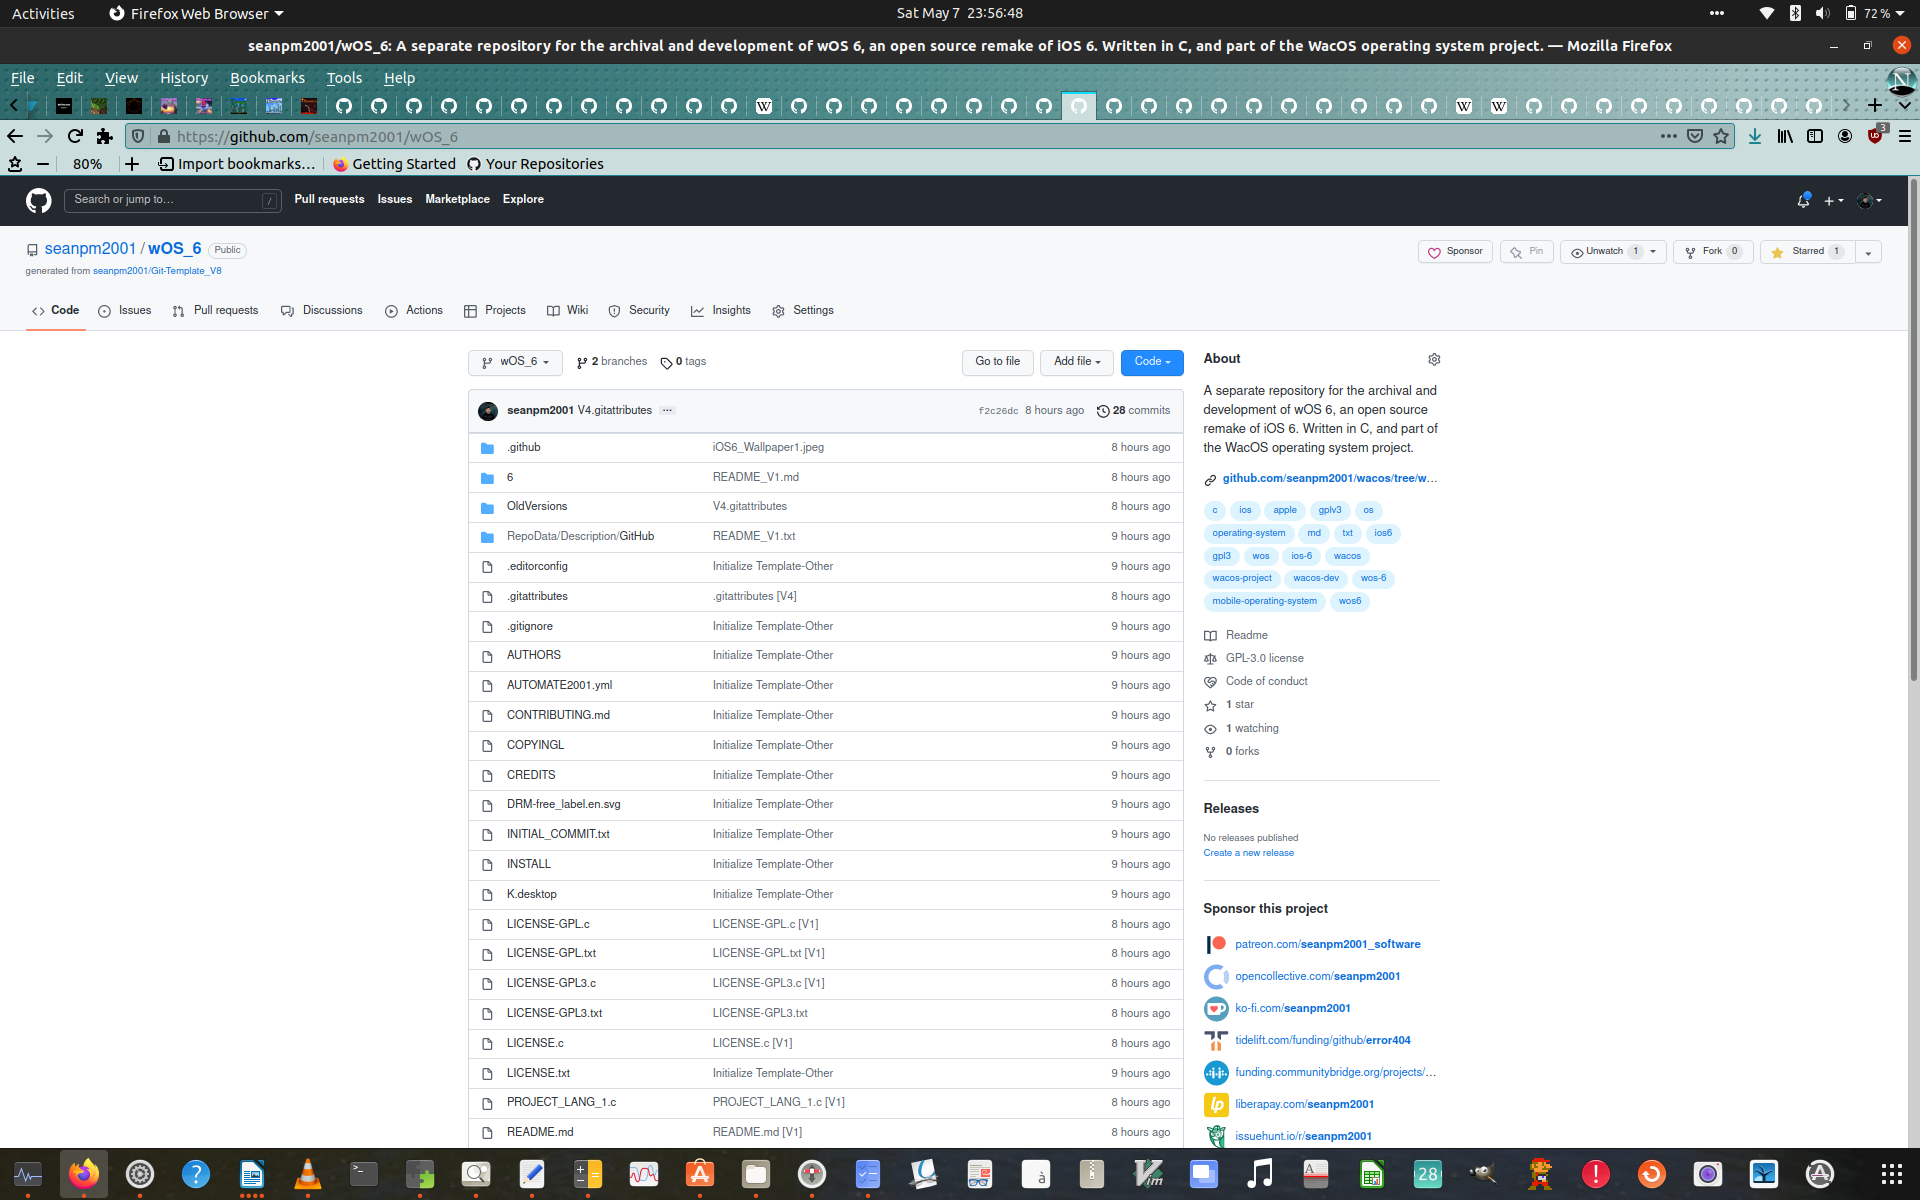 Activities Firefox Web Browser Sat May 7 23:56:48 72 %
seanpm2001/wOS_6: A separate repository for the archival and development of wOS 6, an open source remake of iOS 6. Written in C, and part of the WacOS operating system project. — Mozilla Firefox
File Edit View History Bookmarks Tools Help
https://github.com/seanpm2001/wOS_6 3
80% Import bookmarks... Getting Started Your Repositories
Search or jump to... / Pull requests Issues Marketplace Explore
seanpm2001 / wOS_6 Public Sponsor Pin Unwatch 1 Fork 0 Starred 1
generated from seanpm2001/Git-Template_V8
Code Issues Pull requests Discussions Actions Projects Wiki Security Insights Settings
wOS_6 2 branches 0 tags Go to file Add file Code
seanpm2001 V4.gitattributes ... f2c26dc 8 hours ago 28 commits
.github iOS6_Wallpaper1.jpeg 8 hours ago
6 README_V1.md 8 hours ago
OldVersions V4.gitattributes 8 hours ago
RepoData/Description/GitHub README_V1.txt 9 hours ago
.editorconfig Initialize Template-Other 9 hours ago
.gitattributes .gitattributes [V4] 8 hours ago
.gitignore Initialize Template-Other 9 hours ago
AUTHORS Initialize Template-Other 9 hours ago
AUTOMATE2001.yml Initialize Template-Other 9 hours ago
CONTRIBUTING.md Initialize Template-Other 9 hours ago
COPYINGL Initialize Template-Other 9 hours ago
CREDITS Initialize Template-Other 9 hours ago
DRM-free_label.en.svg Initialize Template-Other 9 hours ago
INITIAL_COMMIT.txt Initialize Template-Other 9 hours ago
INSTALL Initialize Template-Other 9 hours ago
K.desktop Initialize Template-Other 9 hours ago
LICENSE-GPL.c LICENSE-GPL.c [V1] 8 hours ago
LICENSE-GPL.txt LICENSE-GPL.txt [V1] 8 hours ago
LICENSE-GPL3.c LICENSE-GPL3.c [V1] 8 hours ago
LICENSE-GPL3.txt LICENSE-GPL3.txt 8 hours ago
LICENSE.c LICENSE.c [V1] 8 hours ago
LICENSE.txt Initialize Template-Other 9 hours ago
PROJECT_LANG_1.c PROJECT_LANG_1.c [V1] 8 hours ago
README.md README.md [V1] 8 hours ago
About
A separate repository for the archival and
development of wOS 6, an open source
remake of iOS 6. Written in C, and part of
the WacOS operating system project.
github.com/seanpm2001/wacos/tree/w...
c ios apple gplv3 os
operating-system md txt ios6
gpl3 wos ios-6 wacos
wacos-project wacos-dev wos-6
mobile-operating-system wos6
Readme
GPL-3.0 license
Code of conduct
1 star
1 watching
0 forks
Releases
No releases published
Create a new release
Sponsor this project
patreon.com/seanpm2001_software
opencollective.com/seanpm2001
ko-fi.com/seanpm2001
tidelift.com/funding/github/error404
funding.communitybridge.org/projects/...
liberapay.com/seanpm2001
issuehunt.io/r/seanpm2001
28